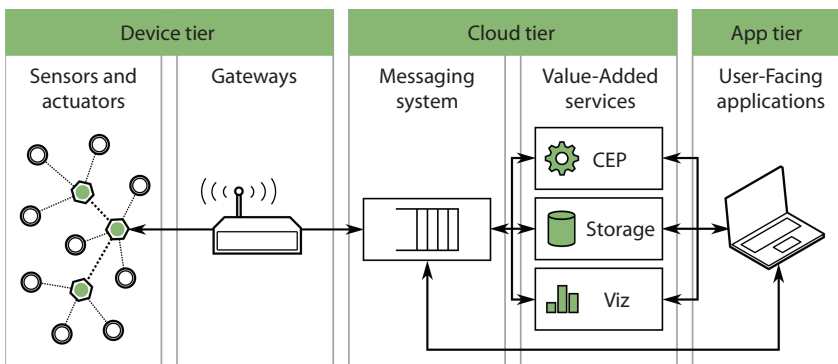 Device tier
Cloud tier
App tier
Sensors and
actuators
Gateways
Messaging
system
Value-Added
services
User-Facing
applications
CEP
Storage
Viz